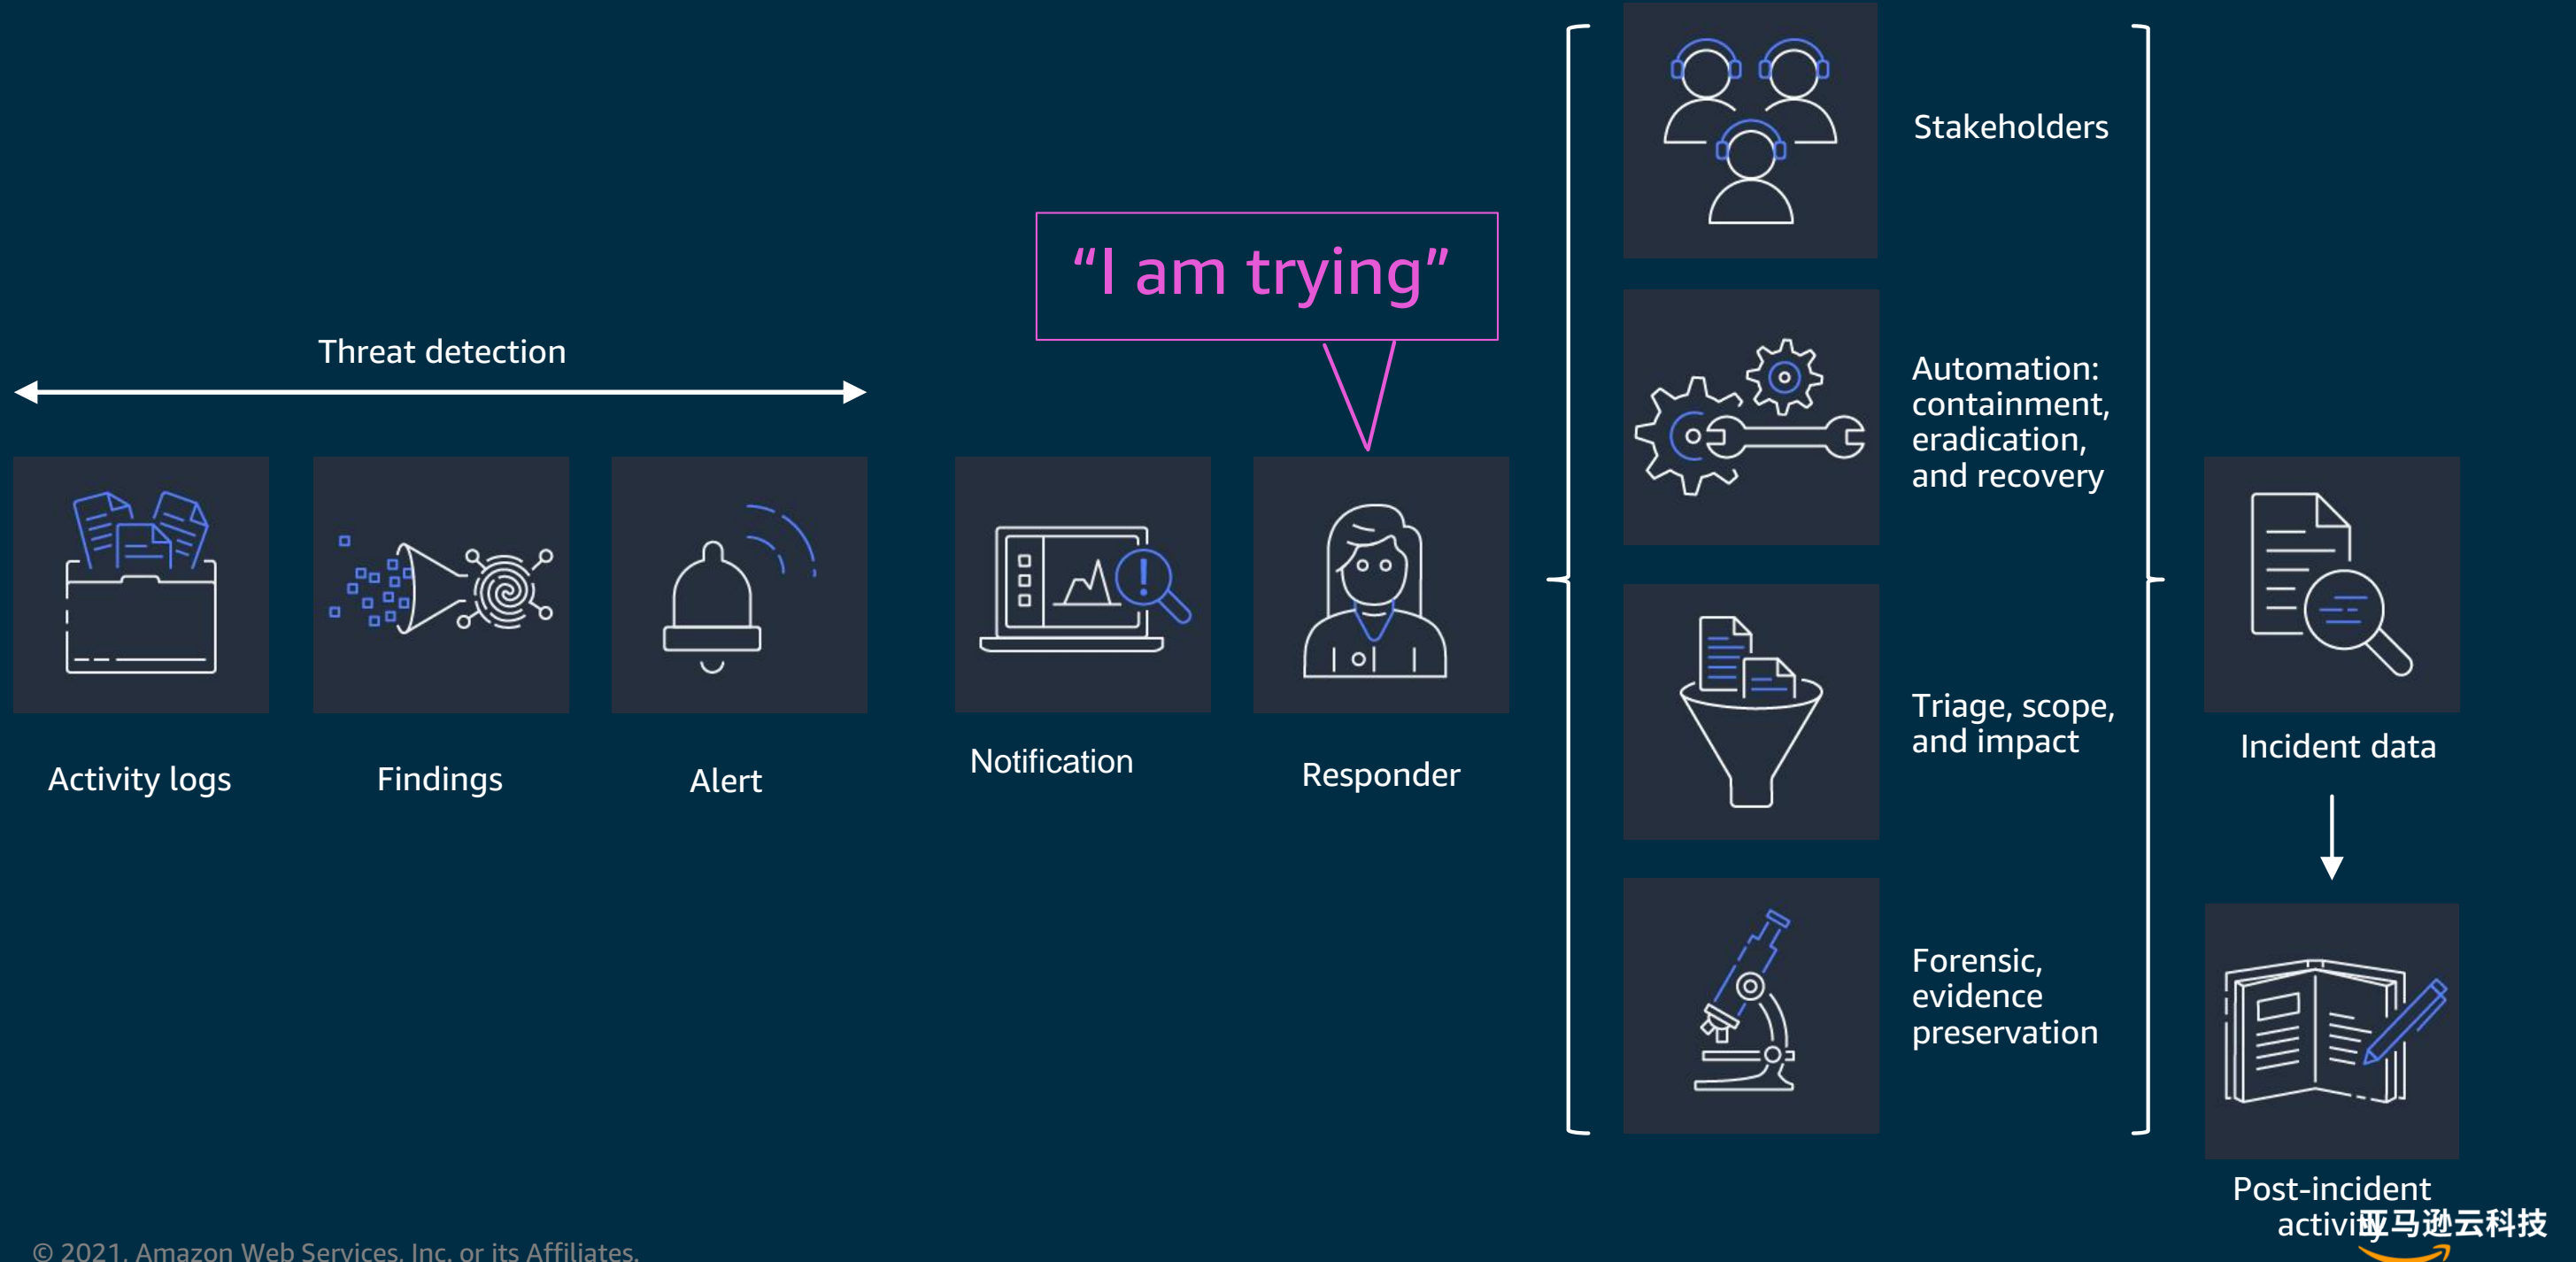 Threat detection
Activity logs
Findings
Alert
Notification
“I am trying”
Responder
Stakeholders
Automation:
containment,
eradication,
and recovery
Triage, scope,
and impact
Forensic,
evidence
preservation
Incident data
Post-incident
activity
亚马逊云科技
© 2021, Amazon Web Services, Inc. or its Affiliates.